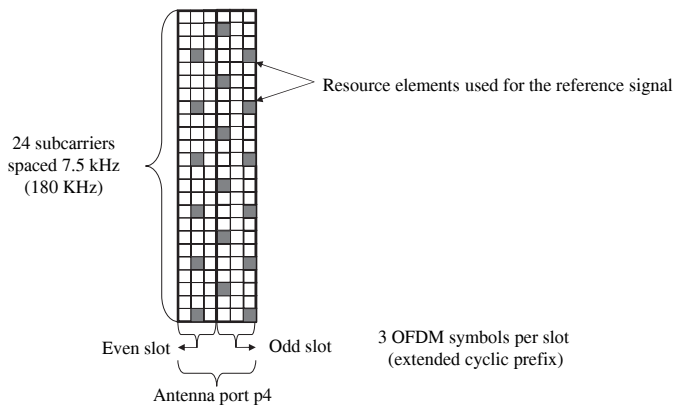 Resource elements used for the reference signal
24 subcarriers
spaced 7.5 kHz
(180 KHz)
Even slot
Odd slot
3 OFDM symbols per slot
(extended cyclic prefix)
Antenna port p4